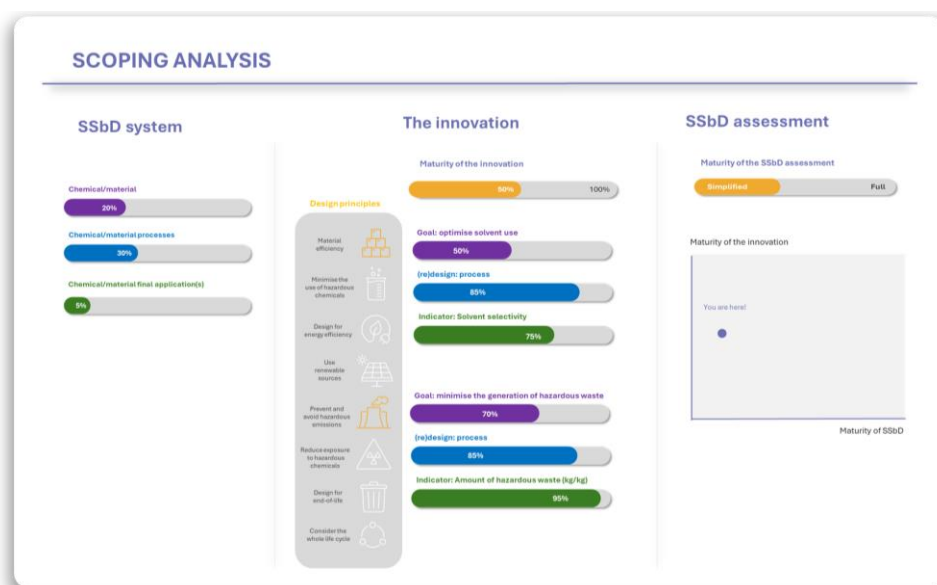 SCOPING ANALYSIS
SSbD system
Chemical/material
20%
Chemical/material processes
30%
Chemical/material final application(s)
5%
The innovation
Maturity of the innovation
50%
100%
Design principles
Material
efficiency
Minimise the
use of hazardous
chemicals
Design for
energy efficiency
Use
renewable
sources
Prevent and
avoid hazardous
emissions
Reduce exposure
to hazardous
chemicals
Design for
end-of-life
Consider the
whole life cycle
Goal: optimise solvent use
50%
(re)design: process
85%
Indicator: Solvent selectivity
75%
Goal: minimise the generation of hazardous waste
70%
(re)design: process
85%
Indicator: Amount of hazardous waste (kg/kg)
95%
SSbD assessment
Maturity of the SSbD assessment
Simplified
Full
Maturity of the innovation
You are here!
Maturity of SSbD